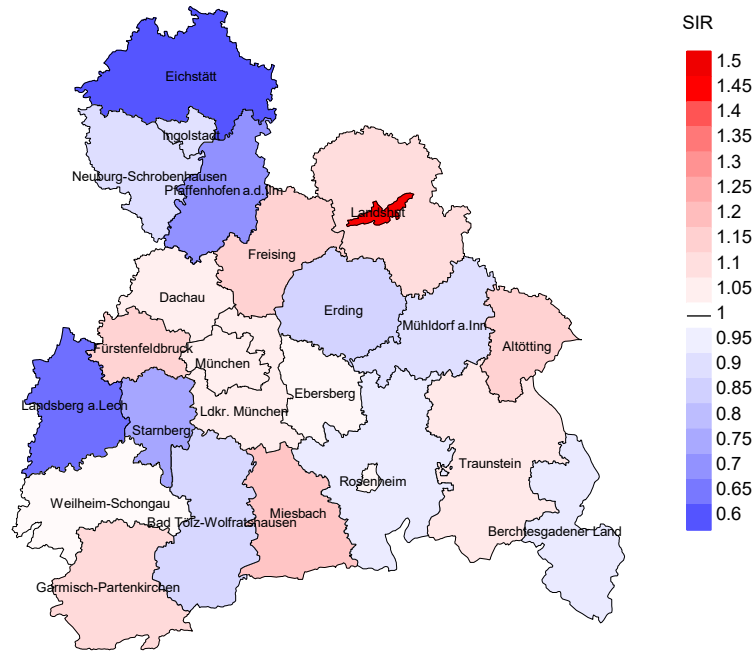 SIR
1.5
1.45
1.4
1.35
1.3
1.25
1.2
1.15
1.1
1.05
1
0.95
0.9
0.85
0.8
0.75
0.7
0.65
0.6
Eichstätt
Ingolstadt
Neuburg-Schrobenhausen
Pfaffenhofen a.d.Ilm
Landshut
Freising
Dachau
Erding
Mühldorf a.Inn
Altötting
Fürstenfeldbruck
München
Ebersberg
Landsberg a.Lech
Ldkr. München
Starnberg
Traunstein
Rosenheim
Weilheim-Schongau
Miesbach
Bad Tölz-Wolfratshausen
Berchtesgadener Land
Garmisch-Partenkirchen